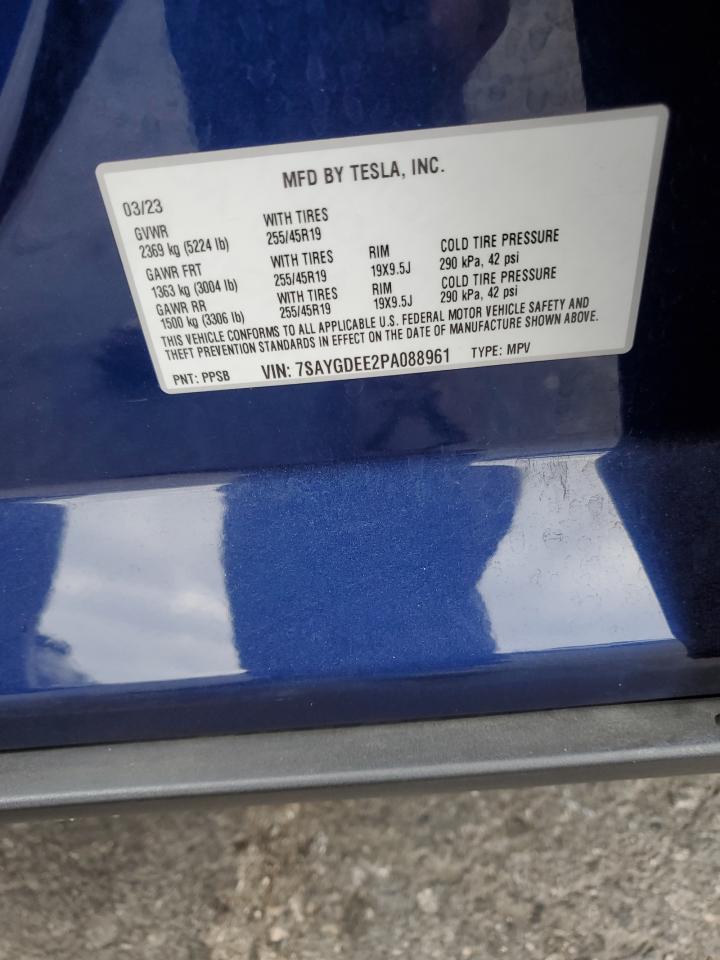 MFD BY TESLA, INC.
03/23
GVWR WITH TIRES
2369 kg (5224 lb) 255/45R19
GAWR FRT WITH TIRES RIM COLD TIRE PRESSURE
1363 kg (3004 lb) 255/45R19 19X9.5J 290 kPa, 42 psi
GAWR RR WITH TIRES RIM COLD TIRE PRESSURE
1500 kg (3306 lb) 255/45R19 19X9.5J 290 kPa, 42 psi
THIS VEHICLE CONFORMS TO ALL APPLICABLE U.S. FEDERAL MOTOR VEHICLE SAFETY AND
THEFT PREVENTION STANDARDS IN EFFECT ON THE DATE OF MANUFACTURE SHOWN ABOVE.
PNT: PPSB VIN: 7SAYGDEE2PA088961 TYPE: MPV